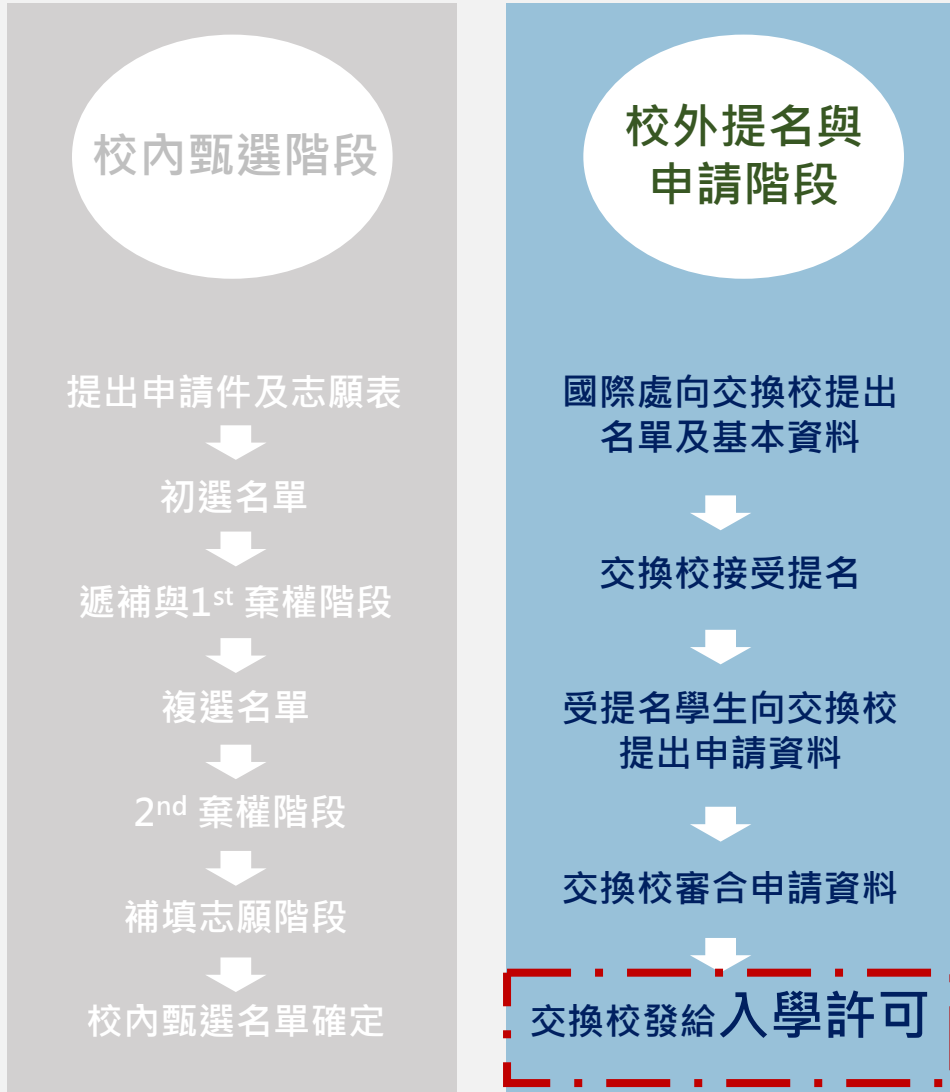 校內甄選階段
提出申請件及志願表
初選名單
遞補與1st 棄權階段
複選名單
2nd 棄權階段
補填志願階段
校內甄選名單確定
校外提名與
申請階段
國際處向交換校提出
名單及基本資料
交換校接受提名
受提名學生向交換校
提出申請資料
交換校審合申請資料
交換校發給入學許可